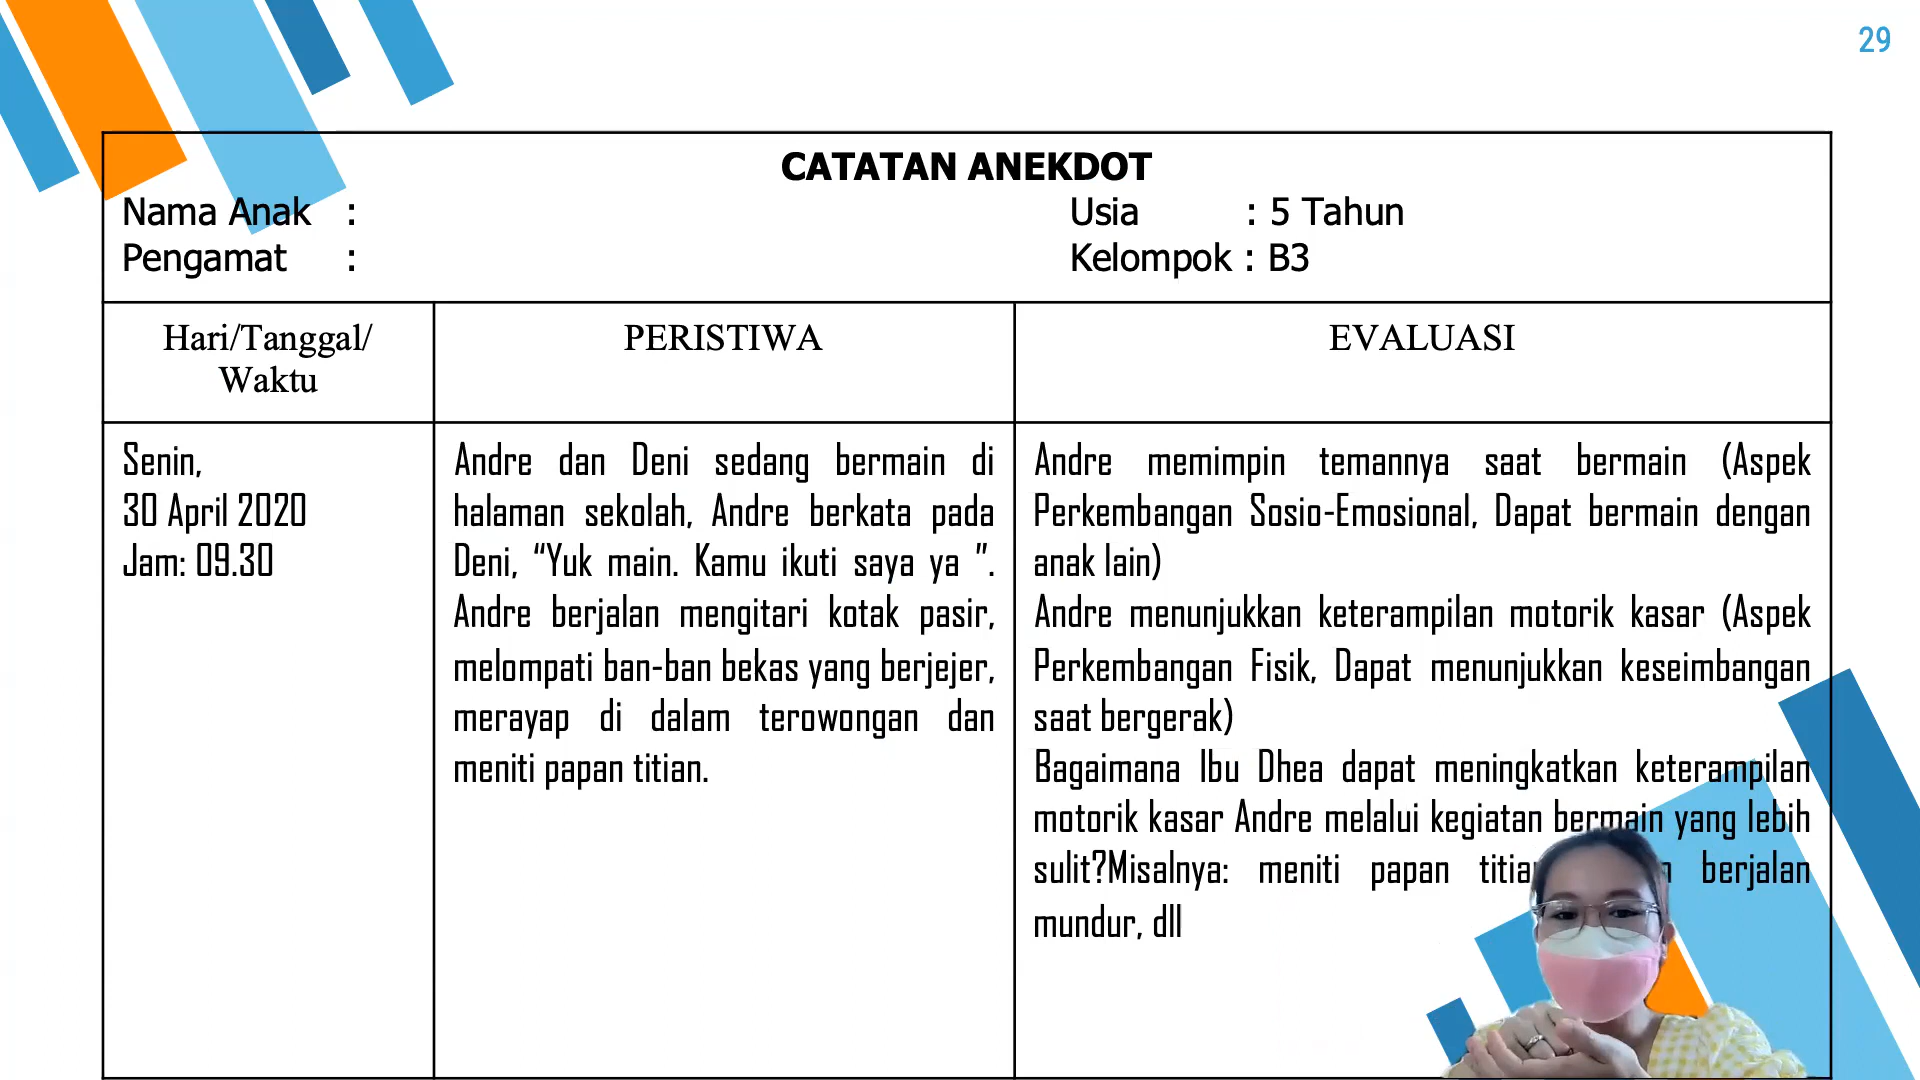 29
CATATAN ANEKDOT
Nama Anak : Usia : 5 Tahun
Pengamat : Kelompok : B3
Hari/Tanggal/
Waktu
PERISTIWA
EVALUASI
Senin,
30 April 2020
Jam: 09.30
Andre dan Deni sedang bermain di
halaman sekolah, Andre berkata pada
Deni, “Yuk main. Kamu ikuti saya ya ”.
Andre berjalan mengitari kotak pasir,
melompati ban-ban bekas yang berjejer,
merayap di dalam terowongan dan
meniti papan titian.
Andre memimpin temannya saat bermain (Aspek
Perkembangan Sosio-Emosional, Dapat bermain dengan
anak lain)
Andre menunjukkan keterampilan motorik kasar (Aspek
Perkembangan Fisik, Dapat menunjukkan keseimbangan
saat bergerak)
Bagaimana Ibu Dhea dapat meningkatkan keterampilan
motorik kasar Andre melalui kegiatan bermain yang lebih
sulit?Misalnya: meniti papan berjalan
mundur, dll